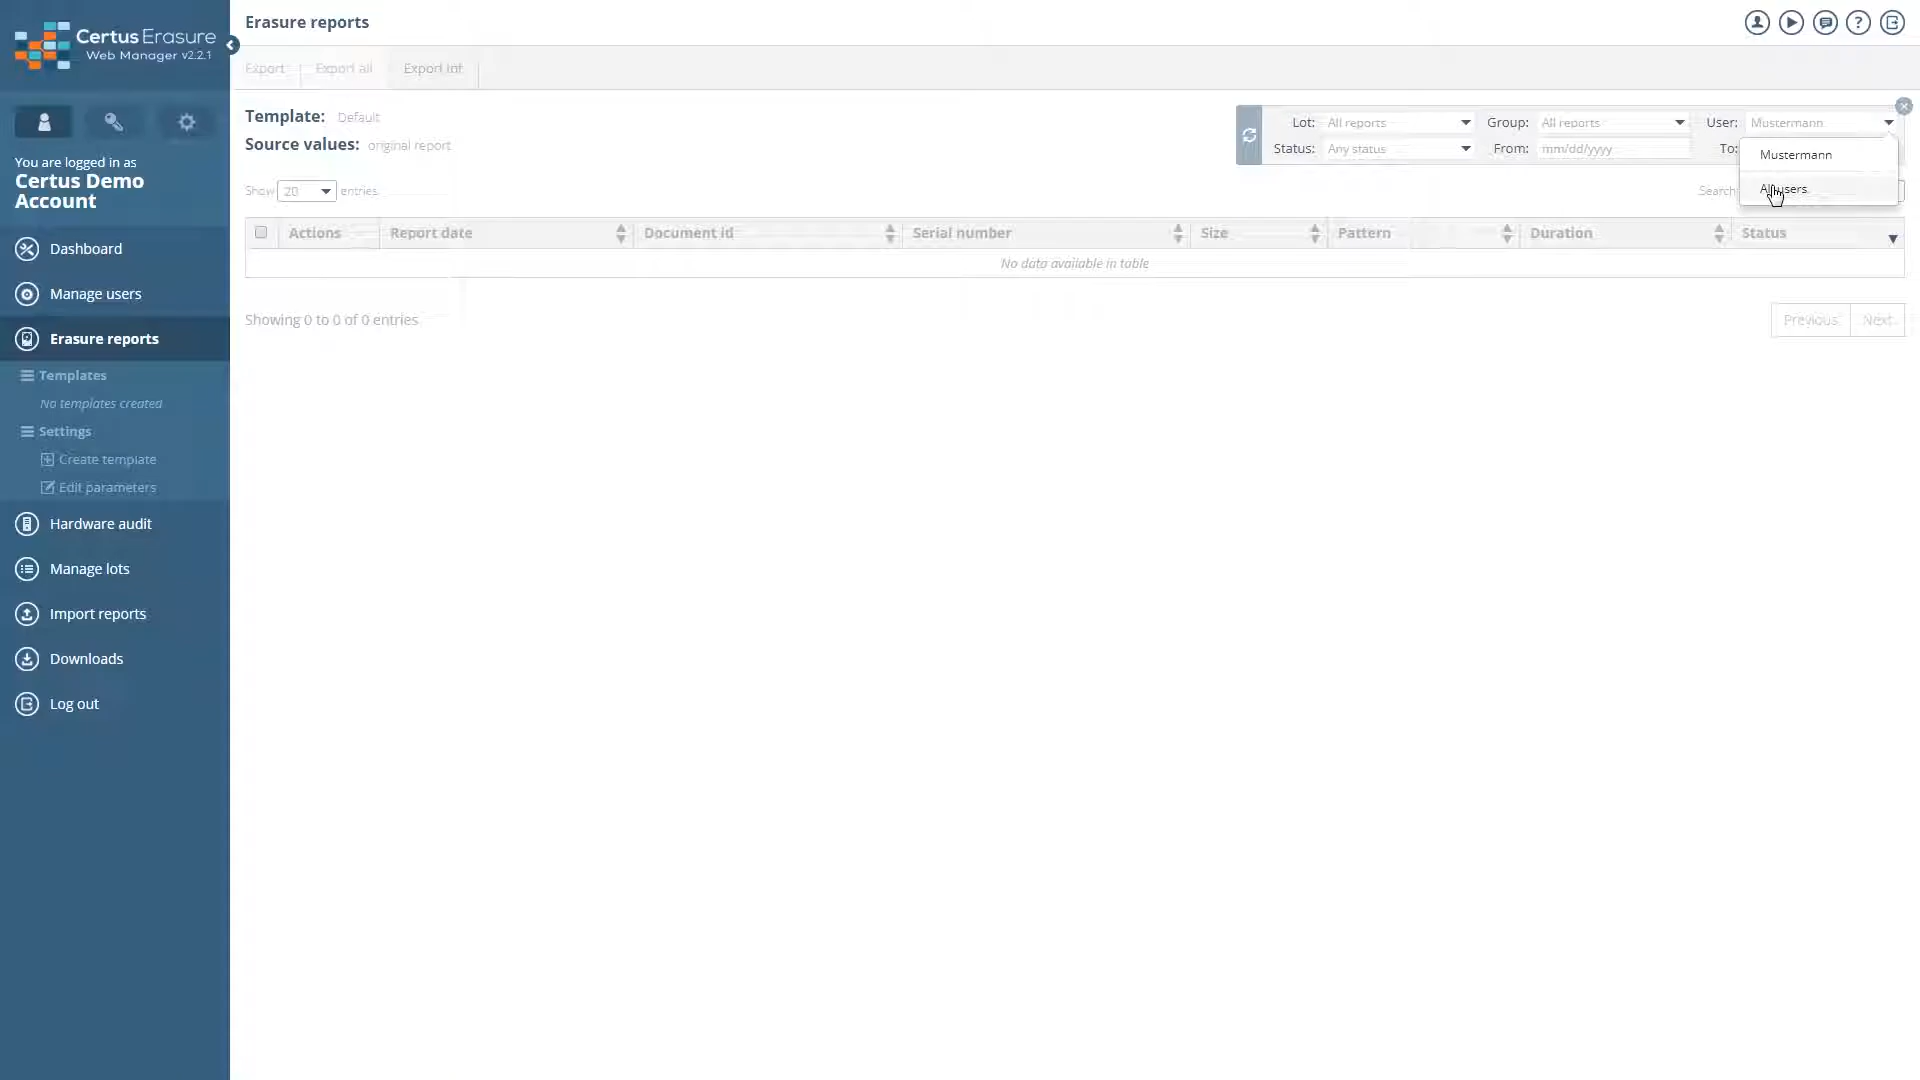 Certus Erasure
Web Manager v2.2.1
You are logged in as
Certus Demo
Account
Dashboard
Manage users
Erasure reports
Templates
No templates created
Settings
Create template
Edit parameters
Hardware audit
Manage lots
Import reports
Downloads
Log out
Erasure reports
Export Export all Export inf
Template: Default
Source values: original report
Lot: All reports Group: All reports User: Mustermann
Status: Any status From: mm/dd/yyyy To:
Mustermann
All users
Show 20 entries
Search
Actions Report date Document id Serial number Size Pattern Duration Status
No data available in table
Showing 0 to 0 of 0 entries
Previous Next